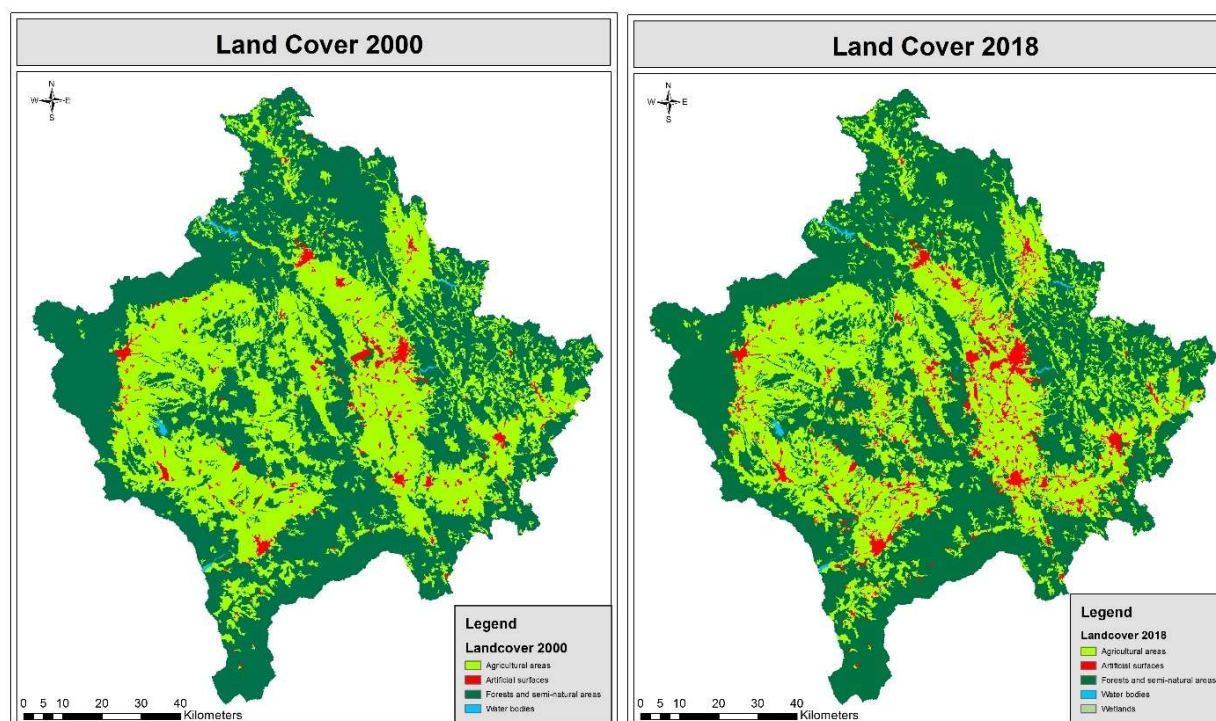 Land Cover 2000
N
W E
S
Legend
Landcover 2000
Agricultural areas
Artificial surfaces
Forests and semi-natural areas
Water bodies
0 5 10 20 30 40
Kilometers
Land Cover 2018
N
W E
S
Legend
Landcover 2018
Agricultural areas
Artificial surfaces
Forests and semi-natural areas
Water bodies
Wetlands
0 5 10 20 30 40
Kilometers